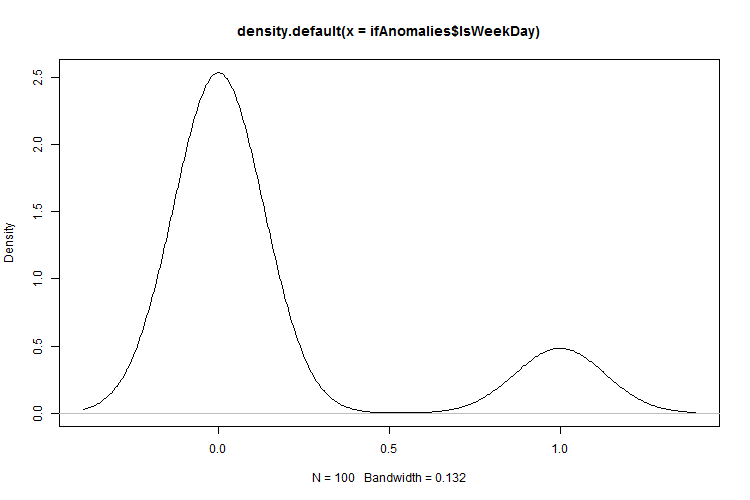 density.default(x = ifAnomalies$IsWeekDay)
Density
2.5
2.0
1.5
1.0
0.5
0.0
0.0 0.5 1.0
N = 100 Bandwidth = 0.132